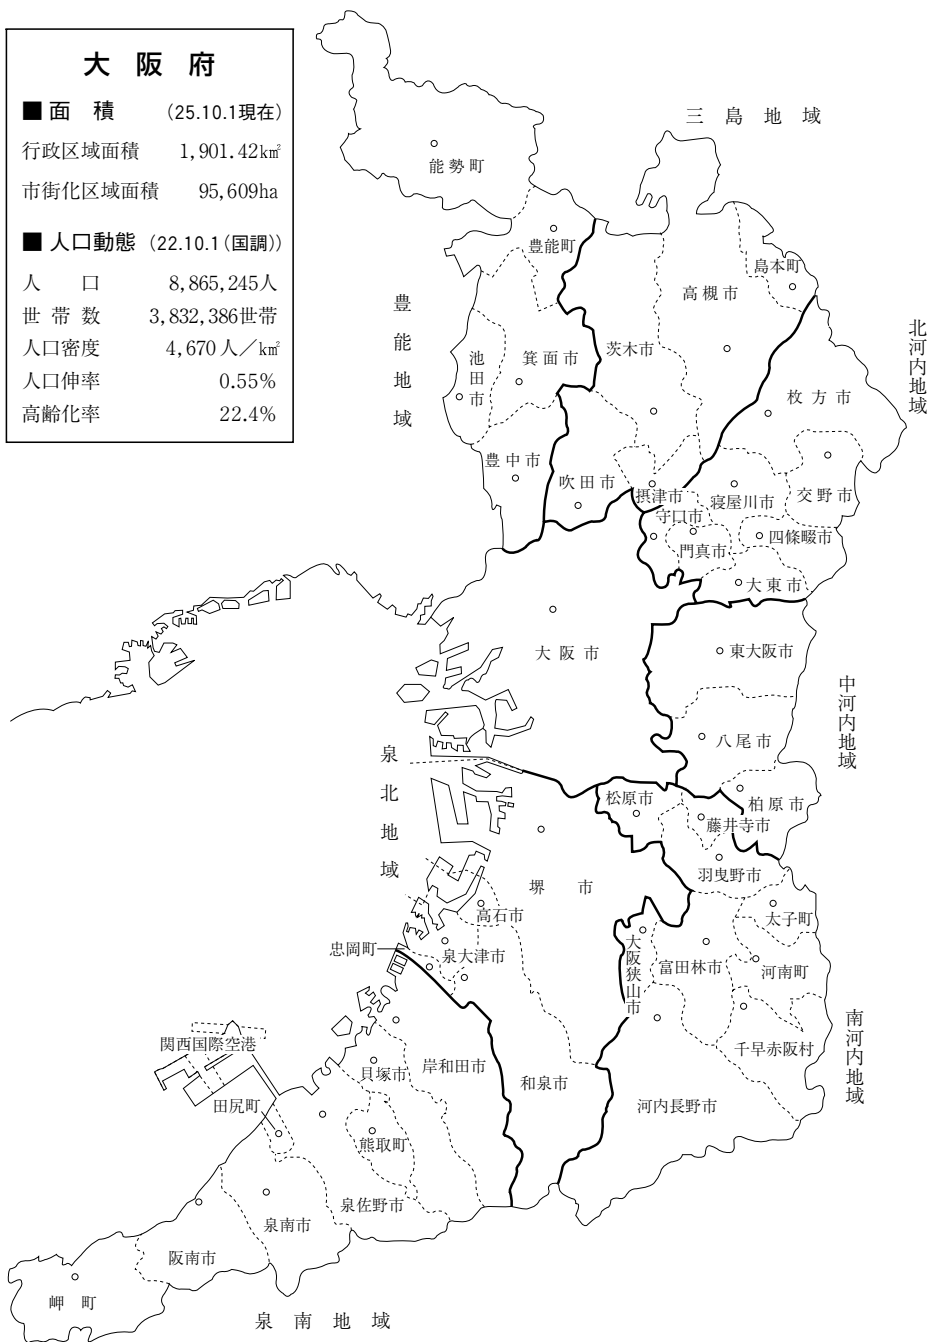 大阪府
■面積 (25.10.1現在)
行政区域面積 1,901.42㎢
市街化区域面積 95,609ha
■人口動態 (22.10.1(国調))
人口 8,865,245人
世帯数 3,832,386世帯
人口密度 4,670人／㎢
人口伸率 0.55%
高齢化率 22.4%
三島地域
能勢町
豊能町
島本町
高槻市
豊能地域
北河内地域
茨木市
箕面市
池田市
枚方市
豊中市
吹田市
摂津市
寝屋川市
交野市
守口市
門真市
四條畷市
大東市
大阪市
東大阪市
中河内地域
八尾市
泉北地域
松原市
柏原市
藤井寺市
羽曳野市
堺市
高石市
太子町
忠岡町
泉大津市
大阪狭山市
富田林市
河南町
南河内地域
関西国際空港
千早赤阪村
貝塚市
岸和田市
和泉市
河内長野市
田尻町
熊取町
泉佐野市
泉南市
阪南市
岬町
泉南地域